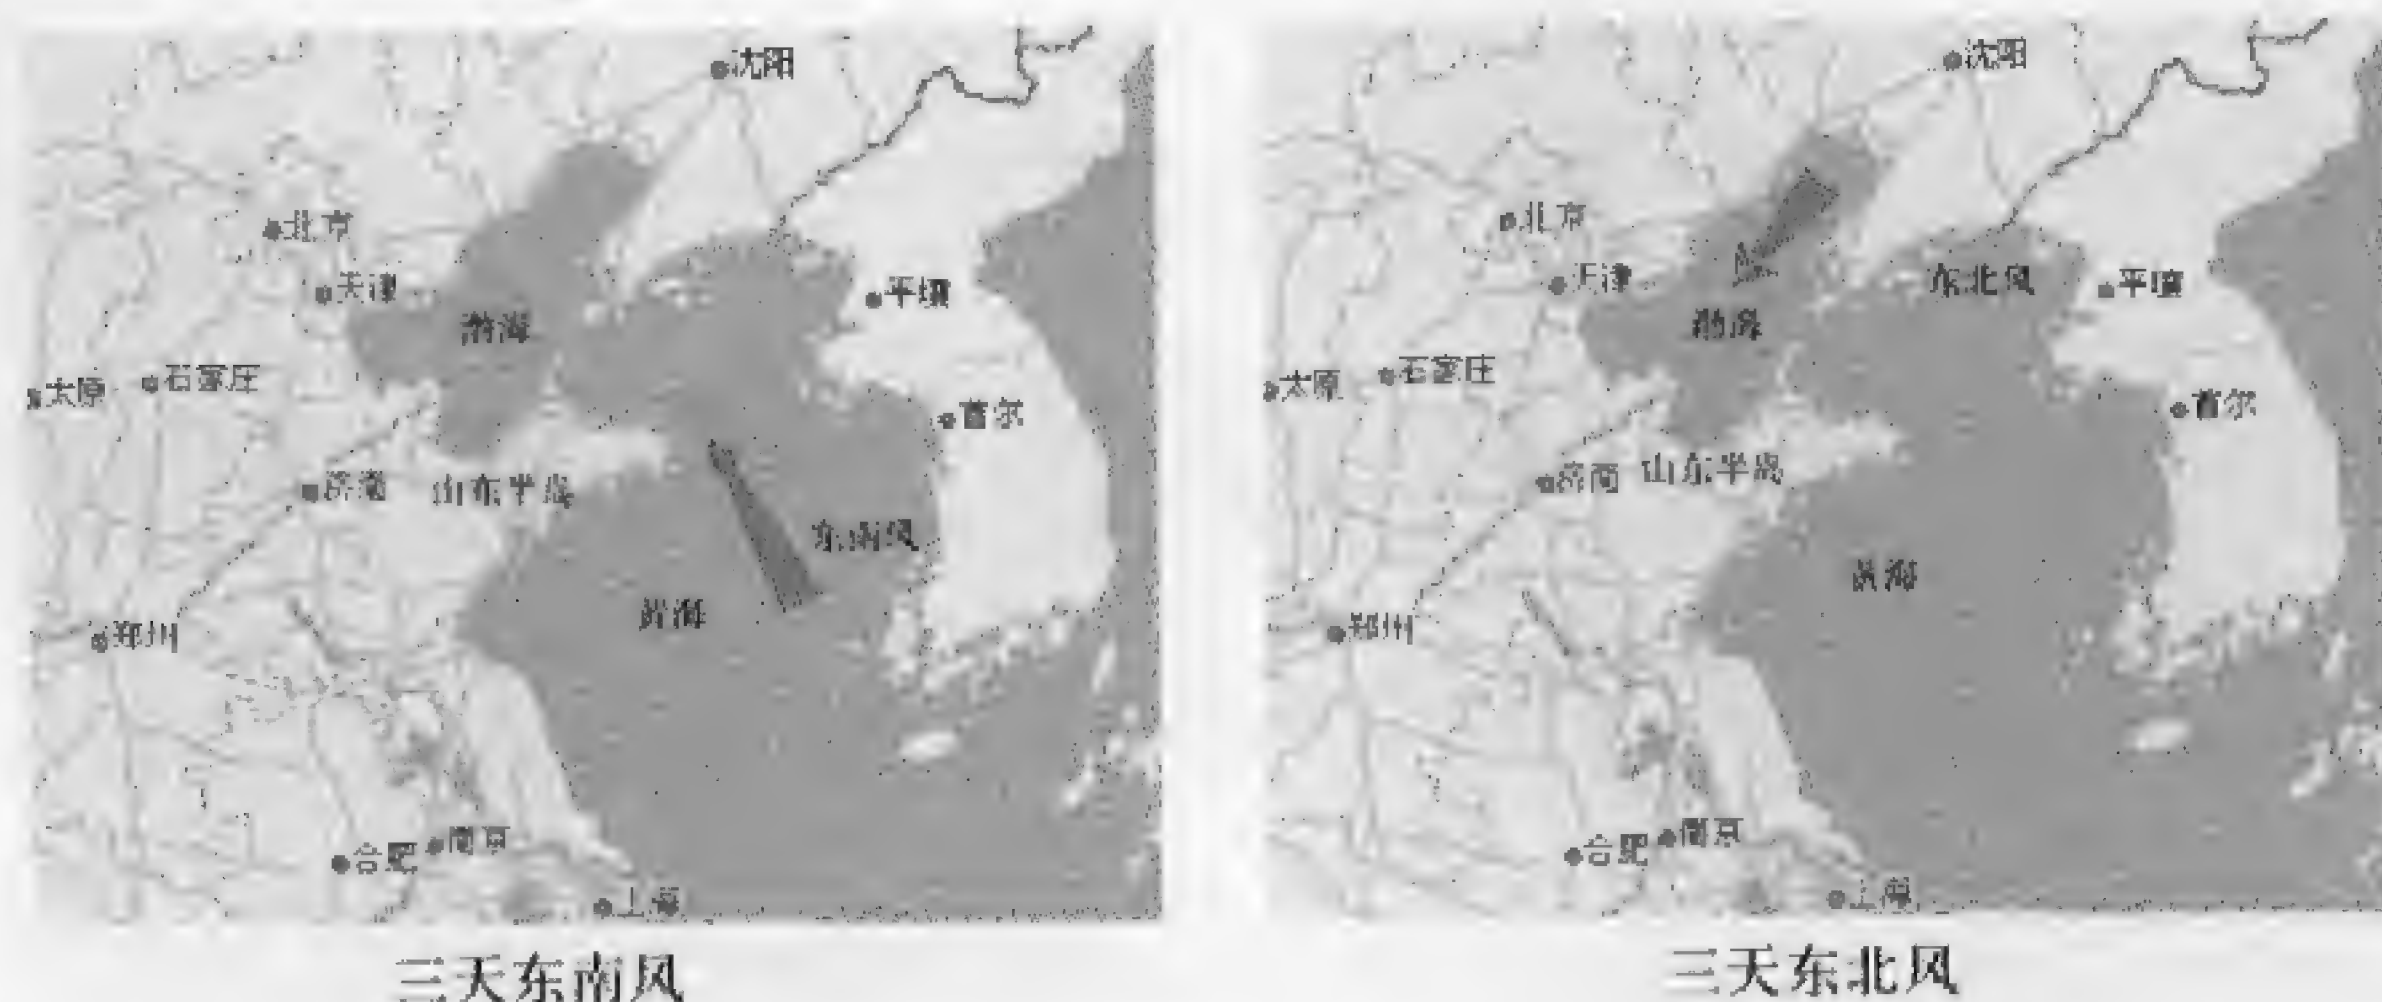 沈阳
北京
天津
渤海
平壤
太原
石家庄
首尔
济南
山东半岛
东南风
黄海
郑州
合肥
南京
上海
三天东南风
沈阳
北京
天津
东北风
平壤
渤海
太原
石家庄
首尔
济南
山东半岛
黄海
郑州
合肥
南京
上海
三天东北风